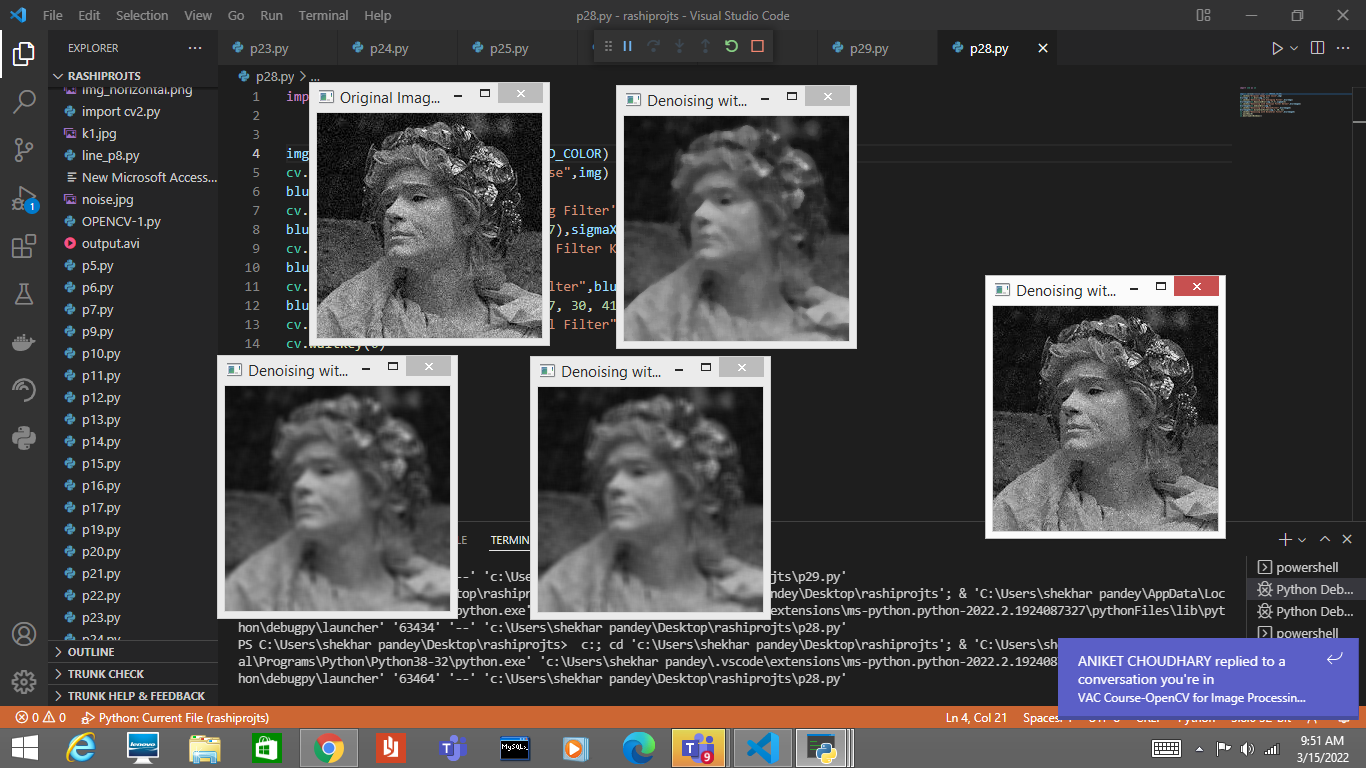 File Edit Selection View Go Run Terminal Help
p28.py - rashiprojts - Visual Studio Code
EXPLORER
RASHIPROJTS
img_horizontal.png
import cv2.py
k1.jpg
line_p8.py
New Microsoft Access...
noise.jpg
OPENCV-1.py
output.avi
p5.py
p6.py
p7.py
p9.py
p10.py
p11.py
p12.py
p13.py
p14.py
p15.py
p16.py
p17.py
p19.py
p20.py
p21.py
p22.py
p23.py
p24.py
OUTLINE
TRUNK CHECK
TRUNK HELP & FEEDBACK
1
p23.py p24.py p25.py p29.py p28.py
p28.py > ...
1 imp
2
3
4 img D_COLOR)
5 cv. se",img)
6 blu
7 cv. g Filter'
8 blu 7),sigmaX
9 cv. Filter K
10 blu
11 cv. lter",blu
12 blu 7, 30, 41
13 cv. l Filter"
14 cv.waitKey(0)
Original Imag...
Denoising wit...
Denoising wit...
Denoising wit...
Denoising wit...
LE TERMIN
'--' 'c:\Use rojts\p29.py'
top\rashiprojts ndey\Desktop\rashiprojts'; & 'C:\Users\shekhar pandey\AppData\Loc
ython.exe' extensions\ms-python.python-2022.2.1924087327\pythonFiles\lib\pyt
hon\debugpy\launcher' '63434' '--' 'c:\Users\shekhar pandey\Desktop\rashiprojts\p28.py'
PS C:\Users\shekhar pandey\Desktop\rashiprojts> c:; cd 'c:\Users\shekhar pandey\Desktop\rashiprojts'; & 'C:\Users\she
al\Programs\Python\Python38-32\python.exe' 'c:\Users\shekhar pandey\.vscode\extensions\ms-python.python-2022.2.192408
hon\debugpy\launcher' '63464' '--' 'c:\Users\shekhar pandey\Desktop\rashiprojts\p28.py'
powershell
Python Deb...
Python Deb...
powershell
ANIKET CHOUDHARY replied to a
conversation you're in
VAC Course-OpenCV for Image Processin...
0 0 Python: Current File (rashiprojts)
Ln 4, Col 21
lenovo
MySQL
9
9:51 AM
3/15/2022